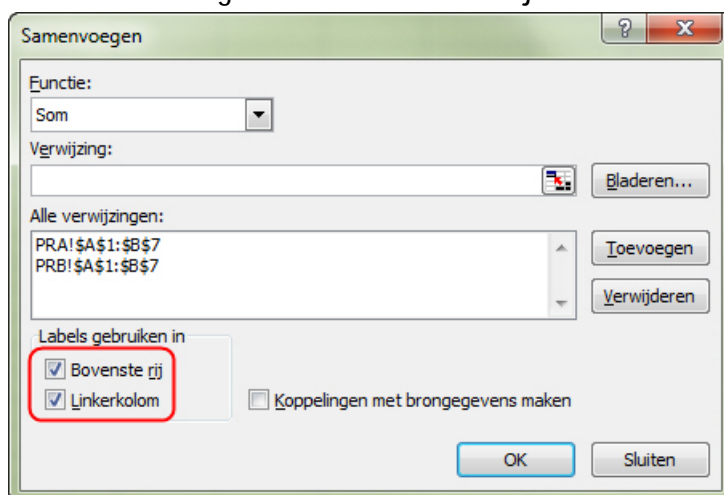 Samenvoegen
Functie:
Som
Verwijzing:
Bladeren...
Alle verwijzingen:
PRA!$A$1:$B$7
PRB!$A$1:$B$7
Toevoegen
Verwijderen
Labels gebruiken in
Bovenste rij
Linkerkolom
Koppelingen met brongegevens maken
OK
Sluiten